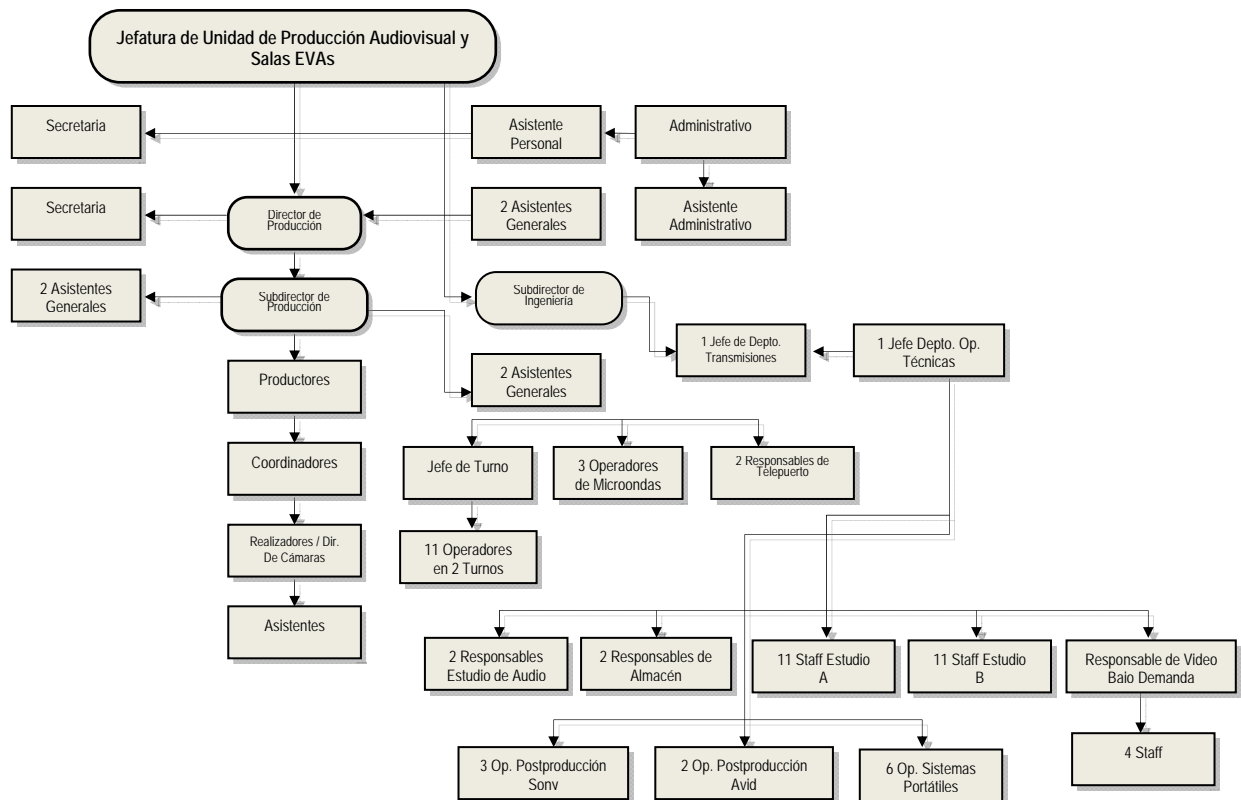 Jefatura de Unidad de Producción Audiovisual y
Salas EVAs
Secretaria
Asistente
Personal
Administrativo
Secretaria
Director de
Producción
2 Asistentes
Generales
Asistente
Administrativo
2 Asistentes
Generales
Subdirector de
Producción
Subdirector de
Ingeniería
1 Jefe de Depto.
Transmisiones
1 Jefe Depto. Op.
Técnicas
Productores
2 Asistentes
Generales
Coordinadores
Jefe de Turno
3 Operadores
de Microondas
2 Responsables de
Telepuerto
Realizadores / Dir.
De Cámaras
11 Operadores
en 2 Turnos
Asistentes
2 Responsables
Estudio de Audio
2 Responsables de
Almacén
11 Staff Estudio
A
11 Staff Estudio
B
Responsable de Video
Bajo Demanda
3 Op. Postproducción
Sony
2 Op. Postproducción
Avid
6 Op. Sistemas
Portátiles
4 Staff